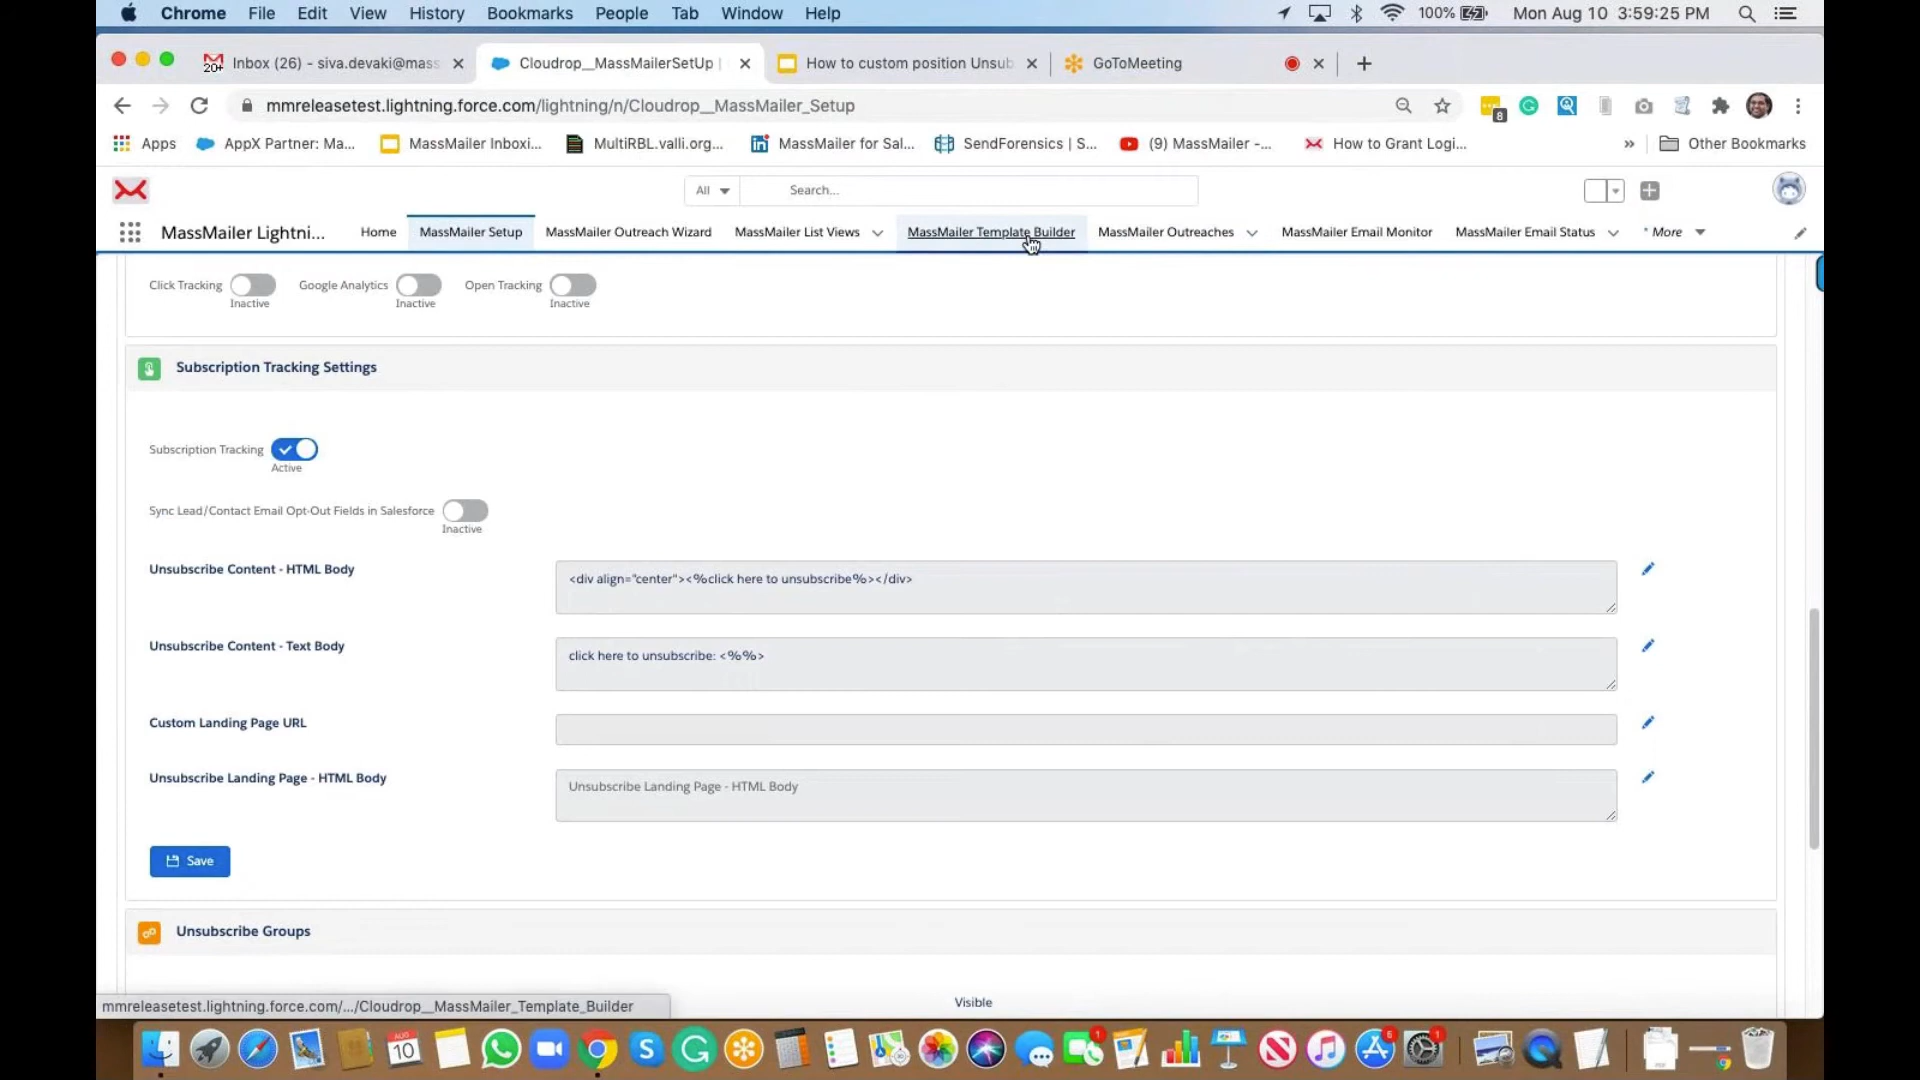 Chrome File Edit View History Bookmarks People Tab Window Help 100% Mon Aug 10 3:59:25 PM
20+ Inbox (26) - siva.devaki@mass Cloudrop__MassMailerSetUp | How to custom position Unsub GoToMeeting
mmreleasetest.lightning.force.com/lightning/n/Cloudrop__MassMailer_Setup 8
Apps AppX Partner: Ma... MassMailer Inboxi... MultiRBL.valli.org... MassMailer for Sal... SendForensics | S... (9) MassMailer -... How to Grant Logi... » Other Bookmarks
All Search...
MassMailer Lightni... Home MassMailer Setup MassMailer Outreach Wizard MassMailer List Views MassMailer Template Builder MassMailer Outreaches MassMailer Email Monitor MassMailer Email Status * More
Click Tracking Google Analytics Open Tracking
Inactive Inactive Inactive
Subscription Tracking Settings
Subscription Tracking
Active
Sync Lead/Contact Email Opt-Out Fields in Salesforce
Inactive
Unsubscribe Content - HTML Body <div align="center"><%click here to unsubscribe%></div>
Unsubscribe Content - Text Body click here to unsubscribe: <%%>
Custom Landing Page URL
Unsubscribe Landing Page - HTML Body Unsubscribe Landing Page - HTML Body
Save
Unsubscribe Groups
Visible
mmreleasetest.lightning.force.com/.../Cloudrop__MassMailer_Template_Builder
AUG 10 1 6 1